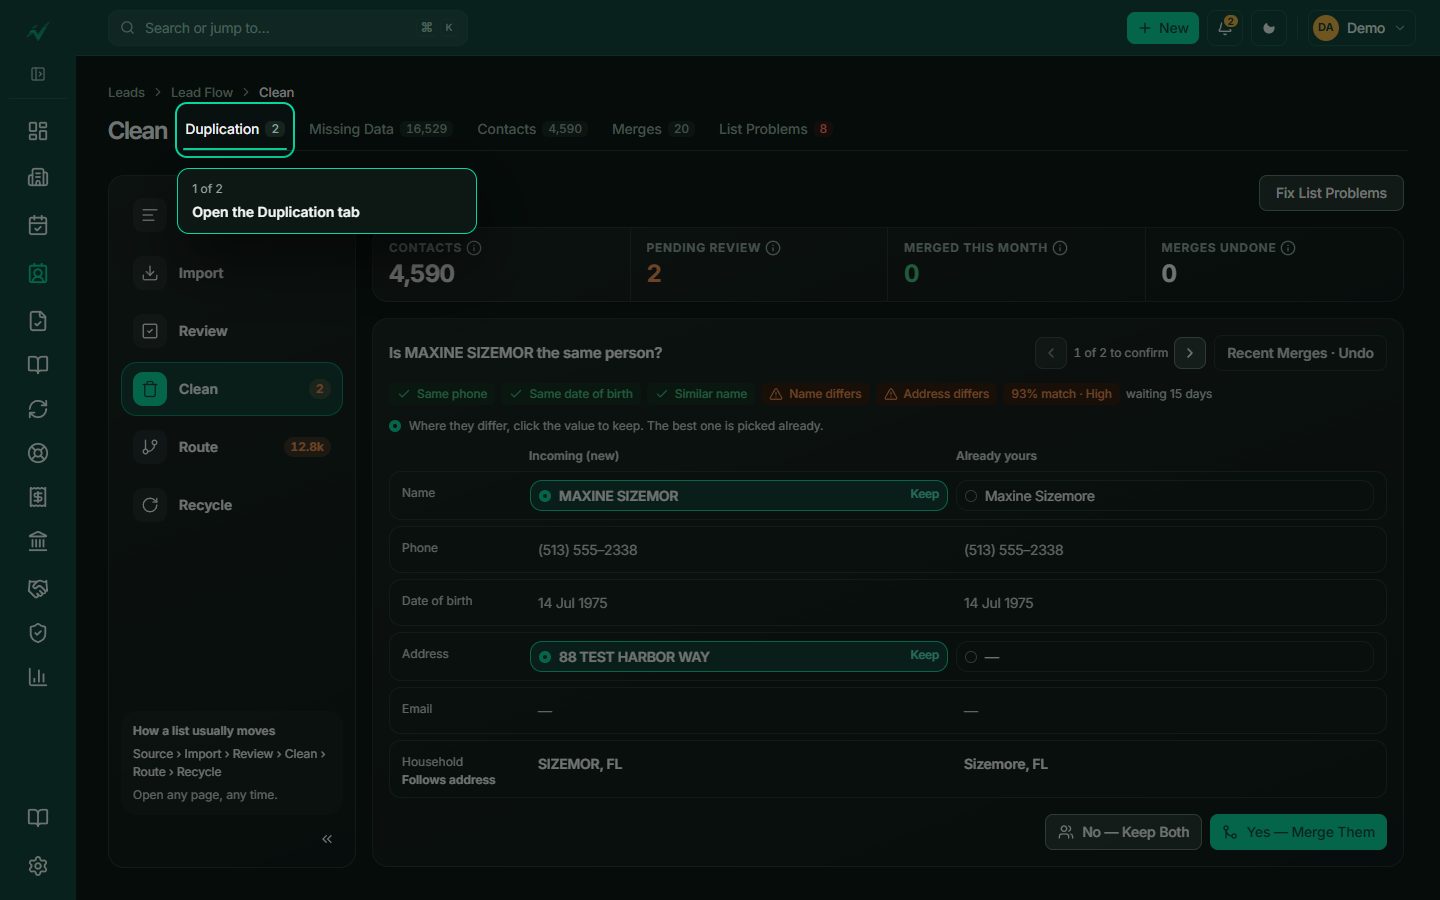 Search or jump to...
⌘ K
New
2
DA
Demo
Leads > Lead Flow > Clean
Clean
Duplication 2
Missing Data 16,529
Contacts 4,590
Merges 20
List Problems 8
1 of 2
Open the Duplication tab
Fix List Problems
Import
Review
Clean 2
Route 12.8k
Recycle
How a list usually moves
Source › Import › Review › Clean ›
Route › Recycle
Open any page, any time.
CONTACTS
4,590
PENDING REVIEW
2
MERGED THIS MONTH
0
MERGES UNDONE
0
Is MAXINE SIZEMOR the same person?
1 of 2 to confirm
Recent Merges · Undo
Same phone
Same date of birth
Similar name
Name differs
Address differs
93% match · High
waiting 15 days
Where they differ, click the value to keep. The best one is picked already.
Incoming (new)
Already yours
Name
MAXINE SIZEMOR
Keep
Maxine Sizemore
Phone
(513) 555–2338
(513) 555–2338
Date of birth
14 Jul 1975
14 Jul 1975
Address
88 TEST HARBOR WAY
Keep
—
Email
—
—
Household
Follows address
SIZEMOR, FL
Sizemore, FL
No — Keep Both
Yes — Merge Them